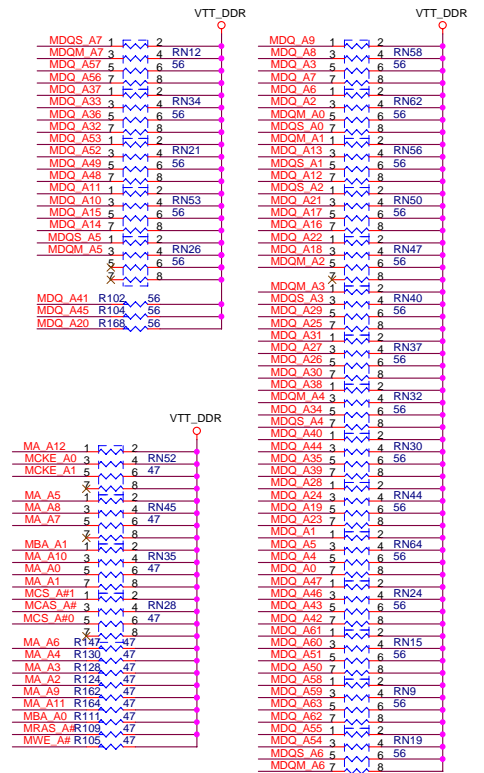 VTT_DDR
MDQS_A7 1 2
MDQM_A7 3 4 RN12
MDQ_A57 5 6 56
MDQ_A56 7 8
MDQ_A37 1 2
MDQ_A33 3 4 RN34
MDQ_A36 5 6 56
MDQ_A32 7 8
MDQ_A53 1 2
MDQ_A52 3 4 RN21
MDQ_A49 5 6 56
MDQ_A48 7 8
MDQ_A11 1 2
MDQ_A10 3 4 RN53
MDQ_A15 5 6 56
MDQ_A14 7 8
MDQS_A5 1 2
MDQM_A5 3 4 RN26
5 6 56
7 8
MDQ_A41 R102 56
MDQ_A45 R104 56
MDQ_A20 R168 56
VTT_DDR
MA_A12 1 2
MCKE_A0 3 4 RN52
MCKE_A1 5 6 47
7 8
MA_A5 1 2
MA_A8 3 4 RN45
MA_A7 5 6 47
7 8
MBA_A1 1 2
MA_A10 3 4 RN35
MA_A0 5 6 47
MA_A1 7 8
MCS_A#1 1 2
MCAS_A# 3 4 RN28
MCS_A#0 5 6 47
7 8
MA_A6 R147 47
MA_A4 R130 47
MA_A3 R128 47
MA_A2 R124 47
MA_A9 R162 47
MA_A11 R164 47
MBA_A0 R111 47
MRAS_A# R109 47
MWE_A# R105 47
VTT_DDR
MDQ_A9 1 2
MDQ_A8 3 4 RN58
MDQ_A3 5 6 56
MDQ_A7 7 8
MDQ_A6 1 2
MDQ_A2 3 4 RN62
MDQM_A0 5 6 56
MDQS_A0 7 8
MDQM_A1 1 2
MDQ_A13 3 4 RN56
MDQS_A1 5 6 56
MDQ_A12 7 8
MDQS_A2 1 2
MDQ_A21 3 4 RN50
MDQ_A17 5 6 56
MDQ_A16 7 8
MDQ_A22 1 2
MDQ_A18 3 4 RN47
MDQM_A2 5 6 56
7 8
MDQM_A3 1 2
MDQS_A3 3 4 RN40
MDQ_A29 5 6 56
MDQ_A25 7 8
MDQ_A31 1 2
MDQ_A27 3 4 RN37
MDQ_A26 5 6 56
MDQ_A30 7 8
MDQ_A38 1 2
MDQM_A4 3 4 RN32
MDQ_A34 5 6 56
MDQS_A4 7 8
MDQ_A40 1 2
MDQ_A44 3 4 RN30
MDQ_A35 5 6 56
MDQ_A39 7 8
MDQ_A28 1 2
MDQ_A24 3 4 RN44
MDQ_A19 5 6 56
MDQ_A23 7 8
MDQ_A1 1 2
MDQ_A5 3 4 RN64
MDQ_A4 5 6 56
MDQ_A0 7 8
MDQ_A47 1 2
MDQ_A46 3 4 RN24
MDQ_A43 5 6 56
MDQ_A42 7 8
MDQ_A61 1 2
MDQ_A60 3 4 RN15
MDQ_A51 5 6 56
MDQ_A50 7 8
MDQ_A58 1 2
MDQ_A59 3 4 RN9
MDQ_A63 5 6 56
MDQ_A62 7 8
MDQ_A55 1 2
MDQ_A54 3 4 RN19
MDQS_A6 5 6 56
MDQM_A6 7 8